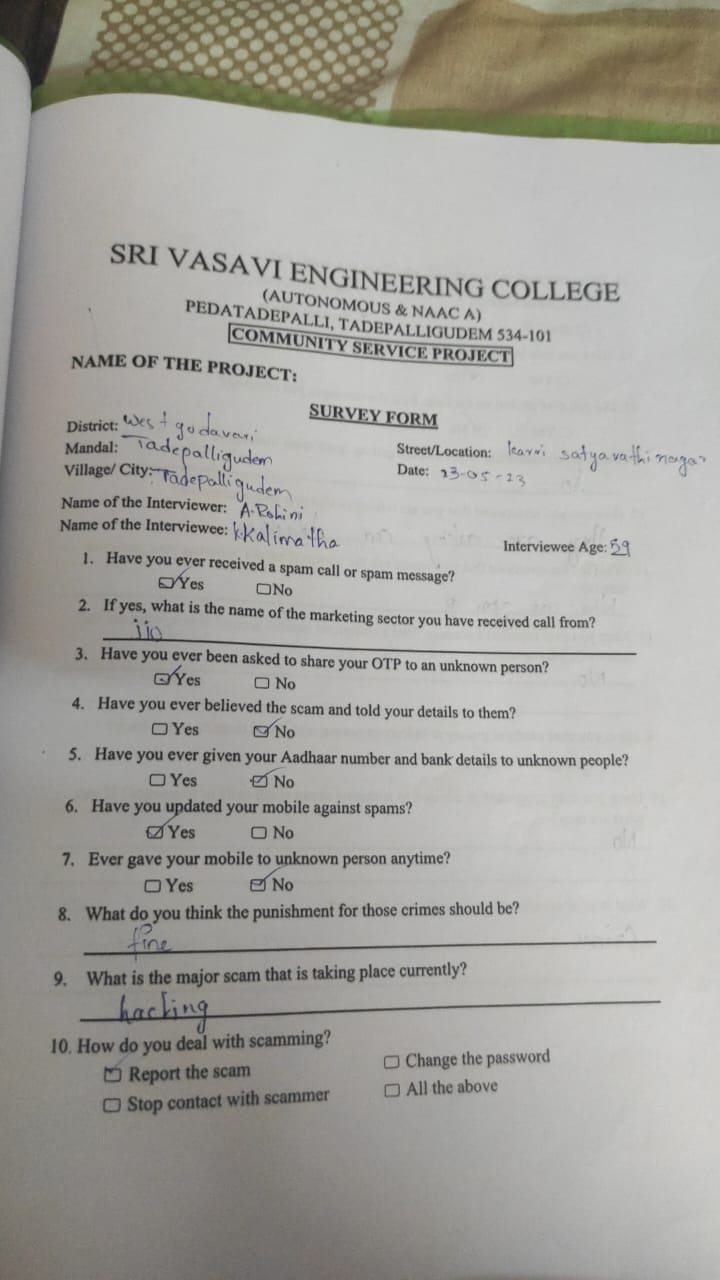 SRI VASAVI ENGINEERING COLLEGE
(AUTONOMOUS & NAAC A)
PEDATADEPALLI, TADEPALLIGUDEM 534-101
COMMUNITY SERVICE PROJECT
NAME OF THE PROJECT:
SURVEY FORM
District: West godavari
Mandal: Tadepalligudem
Street/Location: satyavathi nagar
Village/ City: Tadepalligudem
Date: 23-05-23
Name of the Interviewer: A.Rohini
Name of the Interviewee: K.Kalimatha
Interviewee Age: 59
1. Have you ever received a spam call or spam message?
Yes No
2. If yes, what is the name of the marketing sector you have received call from?
jio
3. Have you ever been asked to share your OTP to an unknown person?
Yes No
4. Have you ever believed the scam and told your details to them?
Yes No
5. Have you ever given your Aadhaar number and bank details to unknown people?
Yes No
6. Have you updated your mobile against spams?
Yes No
7. Ever gave your mobile to unknown person anytime?
Yes No
8. What do you think the punishment for those crimes should be?
fine
9. What is the major scam that is taking place currently?
hacking
10. How do you deal with scamming?
Report the scam Change the password
Stop contact with scammer All the above